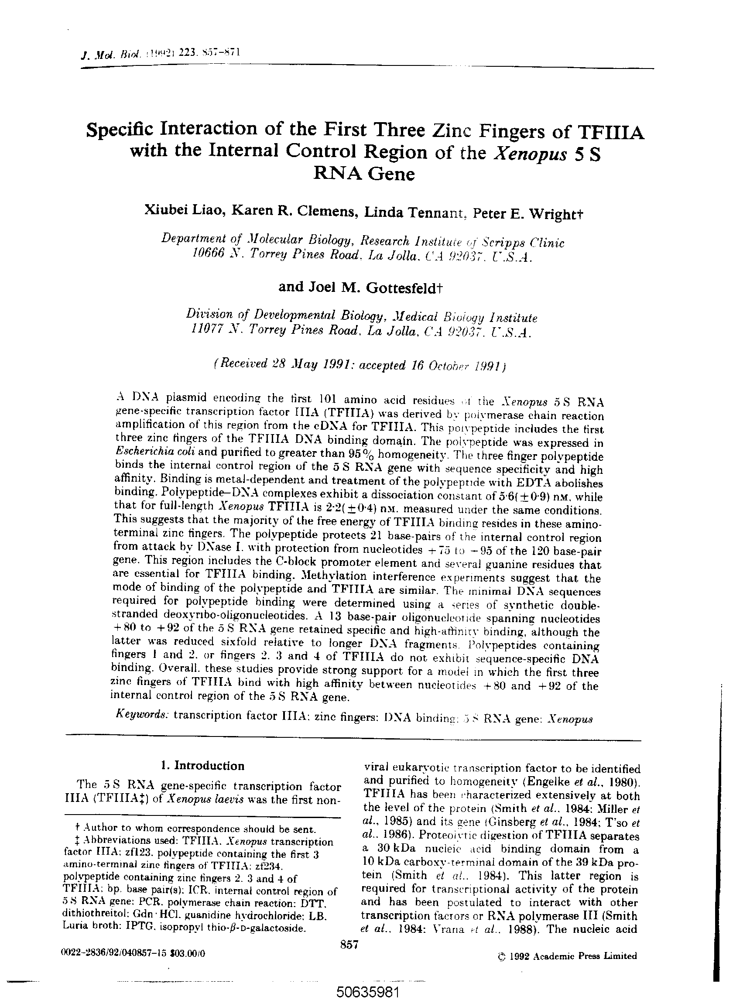 J. Mol. Biol. (1992) 223, 857-871
Specific Interaction of the First Three Zinc Fingers of TFIIIA
with the Internal Control Region of the Xenopus 5 S
RNA Gene
Xiubei Liao, Karen R. Clemens, Linda Tennant, Peter E. Wright†
Department of Molecular Biology, Research Institute of Scripps Clinic
10666 N. Torrey Pines Road, La Jolla, CA 92037, U.S.A.
and Joel M. Gottesfeld†
Division of Developmental Biology, Medical Biology Institute
11077 N. Torrey Pines Road, La Jolla, CA 92037, U.S.A.
(Received 28 May 1991; accepted 16 October 1991)
A DNA plasmid encoding the first 101 amino acid residues of the Xenopus 5 S RNA
gene-specific transcription factor IIIA (TFIIIA) was derived by polymerase chain reaction
amplification of this region from the cDNA for TFIIIA. This polypeptide includes the first
three zinc fingers of the TFIIIA DNA binding domain. The polypeptide was expressed in
Escherichia coli and purified to greater than 95% homogeneity. The three finger polypeptide
binds the internal control region of the 5 S RNA gene with sequence specificity and high
affinity. Binding is metal-dependent and treatment of the polypeptide with EDTA abolishes
binding. Polypeptide-DNA complexes exhibit a dissociation constant of 5·6(±0·9) nM, while
that for full-length Xenopus TFIIIA is 2·2(±0·4) nM, measured under the same conditions.
This suggests that the majority of the free energy of TFIIIA binding resides in these amino-
terminal zinc fingers. The polypeptide protects 21 base-pairs of the internal control region
from attack by DNase I, with protection from nucleotides +75 to -95 of the 120 base-pair
gene. This region includes the C-block promoter element and several guanine residues that
are essential for TFIIIA binding. Methylation interference experiments suggest that the
mode of binding of the polypeptide and TFIIIA are similar. The minimal DNA sequences
required for polypeptide binding were determined using a series of synthetic double-
stranded deoxyribo-oligonucleotides. A 13 base-pair oligonucleotide spanning nucleotides
+80 to +92 of the 5 S RNA gene retained specific and high-affinity binding, although the
latter was reduced sixfold relative to longer DNA fragments. Polypeptides containing
fingers 1 and 2, or fingers 2, 3 and 4 of TFIIIA do not exhibit sequence-specific DNA
binding. Overall, these studies provide strong support for a model in which the first three
zinc fingers of TFIIIA bind with high affinity between nucleotides +80 and +92 of the
internal control region of the 5 S RNA gene.
Keywords: transcription factor IIIA; zinc fingers; DNA binding; 5 S RNA gene; Xenopus
1. Introduction
The 5 S RNA gene-specific transcription factor
IIIA (TFIIIA‡) of Xenopus laevis was the first non-
† Author to whom correspondence should be sent.
‡ Abbreviations used: TFIIIA, Xenopus transcription
factor IIIA; zf123, polypeptide containing the first 3
amino-terminal zinc fingers of TFIIIA; zf234,
polypeptide containing zinc fingers 2, 3 and 4 of
TFIIIA; bp, base pair(s); ICR, internal control region of
5 S RNA gene; PCR, polymerase chain reaction; DTT,
dithiothreitol; Gdn·HCl, guanidine hydrochloride; LB,
Luria broth; IPTG, isopropyl thio-β-D-galactoside.
viral eukaryotic transcription factor to be identified
and purified to homogeneity (Engelke et al., 1980).
TFIIIA has been characterized extensively at both
the level of the protein (Smith et al., 1984; Miller et
al., 1985) and its gene (Ginsberg et al., 1984; T'so et
al., 1986). Proteolytic digestion of TFIIIA separates
a 30 kDa nucleic acid binding domain from a
10 kDa carboxy-terminal domain of the 39 kDa pro-
tein (Smith et al., 1984). This latter region is
required for transcriptional activity of the protein
and has been postulated to interact with other
transcription factors or RNA polymerase III (Smith
et al., 1984; Vrana et al., 1988). The nucleic acid
857
0022-2836/92/040857-15 $03.00/0
© 1992 Academic Press Limited
50635981